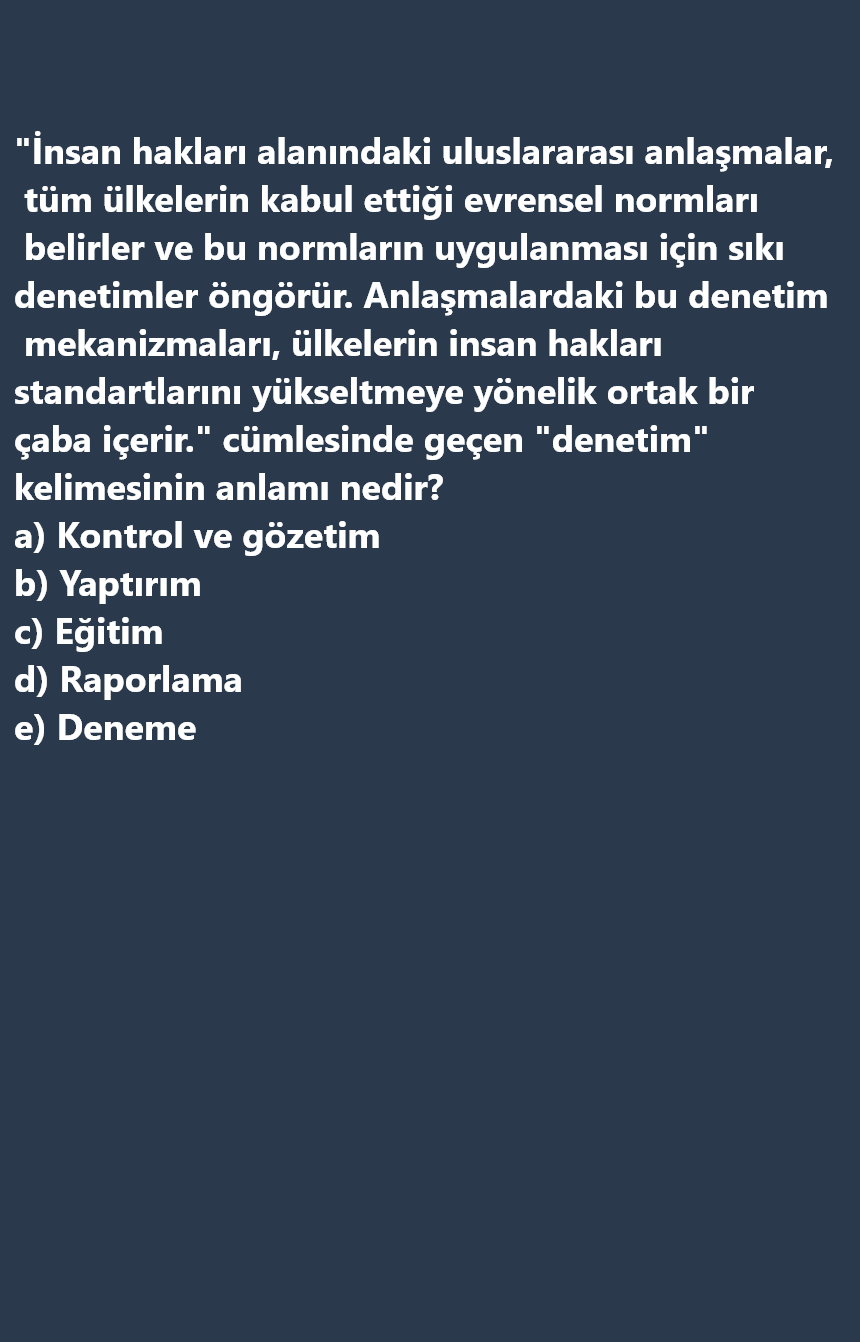 "İnsan hakları alanındaki uluslararası anlaşmalar,
tüm ülkelerin kabul ettiği evrensel normları
belirler ve bu normların uygulanması için sıkı
denetimler öngörür. Anlaşmalardaki bu denetim
mekanizmaları, ülkelerin insan hakları
standartlarını yükseltmeye yönelik ortak bir
çaba içerir." cümlesinde geçen "denetim"
kelimesinin anlamı nedir?
a) Kontrol ve gözetim
b) Yaptırım
c) Eğitim
d) Raporlama
e) Deneme